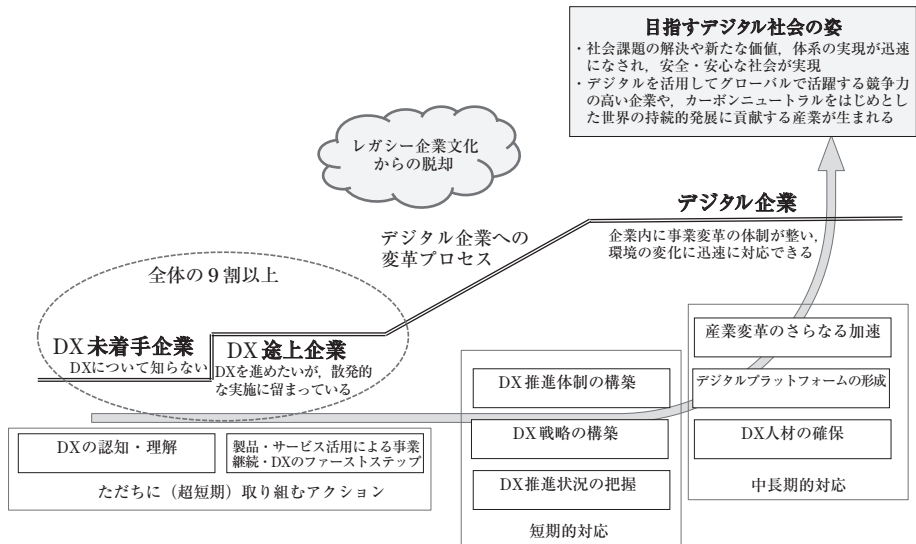 目指すデジタル社会の姿
・社会課題の解決や新たな価値，体系の実現が迅速
になされ，安全・安心な社会が実現
・デジタルを活用してグローバルで活躍する競争力
の高い企業や，カーボンニュートラルをはじめとし
た世界の持続的発展に貢献する産業が生まれる
レガシー企業文化
からの脱却
デジタル企業
企業内に事業変革の体制が整い，
環境の変化に迅速に対応できる
デジタル企業への
変革プロセス
全体の９割以上
DX未着手企業
DXについて知らない
DX途上企業
DXを進めたいが，散発的
な実施に留まっている
DXの認知・理解
製品・サービス活用による事業
継続・DXのファーストステップ
ただちに（超短期）取り組むアクション
DX推進体制の構築
DX戦略の構築
DX推進状況の把握
短期的対応
産業変革のさらなる加速
デジタルプラットフォームの形成
DX人材の確保
中長期的対応